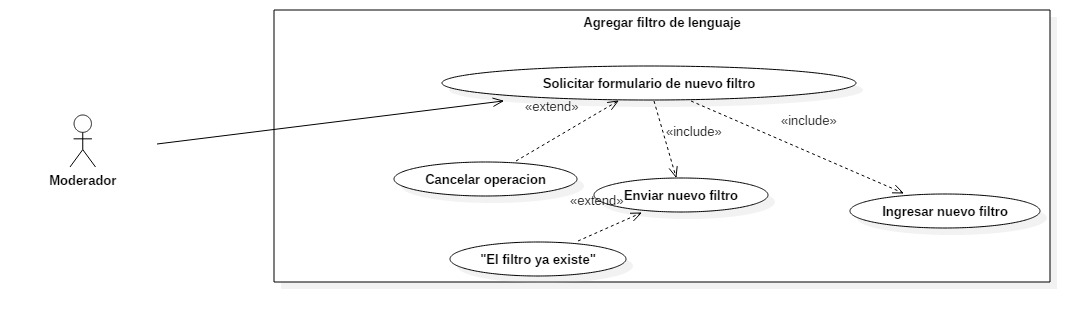 Agregar filtro de lenguaje
Solicitar formulario de nuevo filtro
«extend»
«include»
«include»
Moderador
Cancelar operacion
Enviar nuevo filtro
«extend»
Ingresar nuevo filtro
"El filtro ya existe"